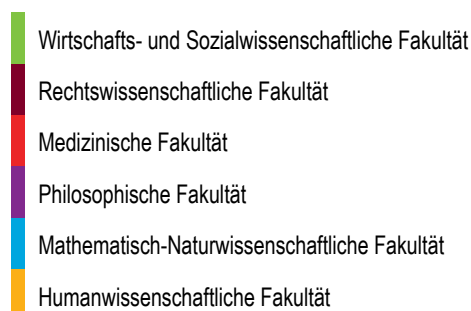 Wirtschafts- und Sozialwissenschaftliche Fakultät
Rechtswissenschaftliche Fakultät
Medizinische Fakultät
Philosophische Fakultät
Mathematisch-Naturwissenschaftliche Fakultät
Humanwissenschaftliche Fakultät